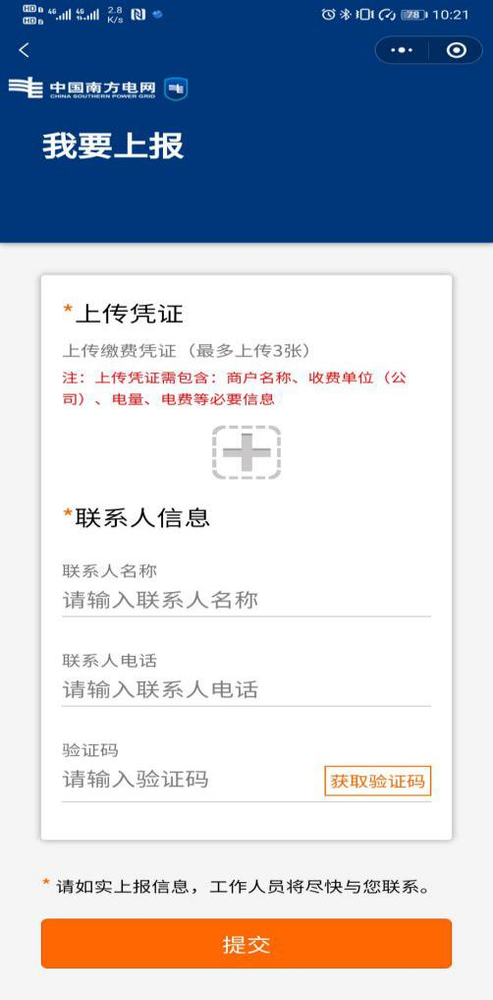 HD 4G 4G 2.8 78 10:21
HD K/s
中国南方电网
CHINA SOUTHERN POWER GRID
我要上报
*上传凭证
上传缴费凭证（最多上传3张）
注：上传凭证需包含：商户名称、收费单位（公
司）、电量、电费等必要信息
*联系人信息
联系人名称
请输入联系人名称
联系人电话
请输入联系人电话
验证码
请输入验证码 获取验证码
* 请如实上报信息，工作人员将尽快与您联系。
提交